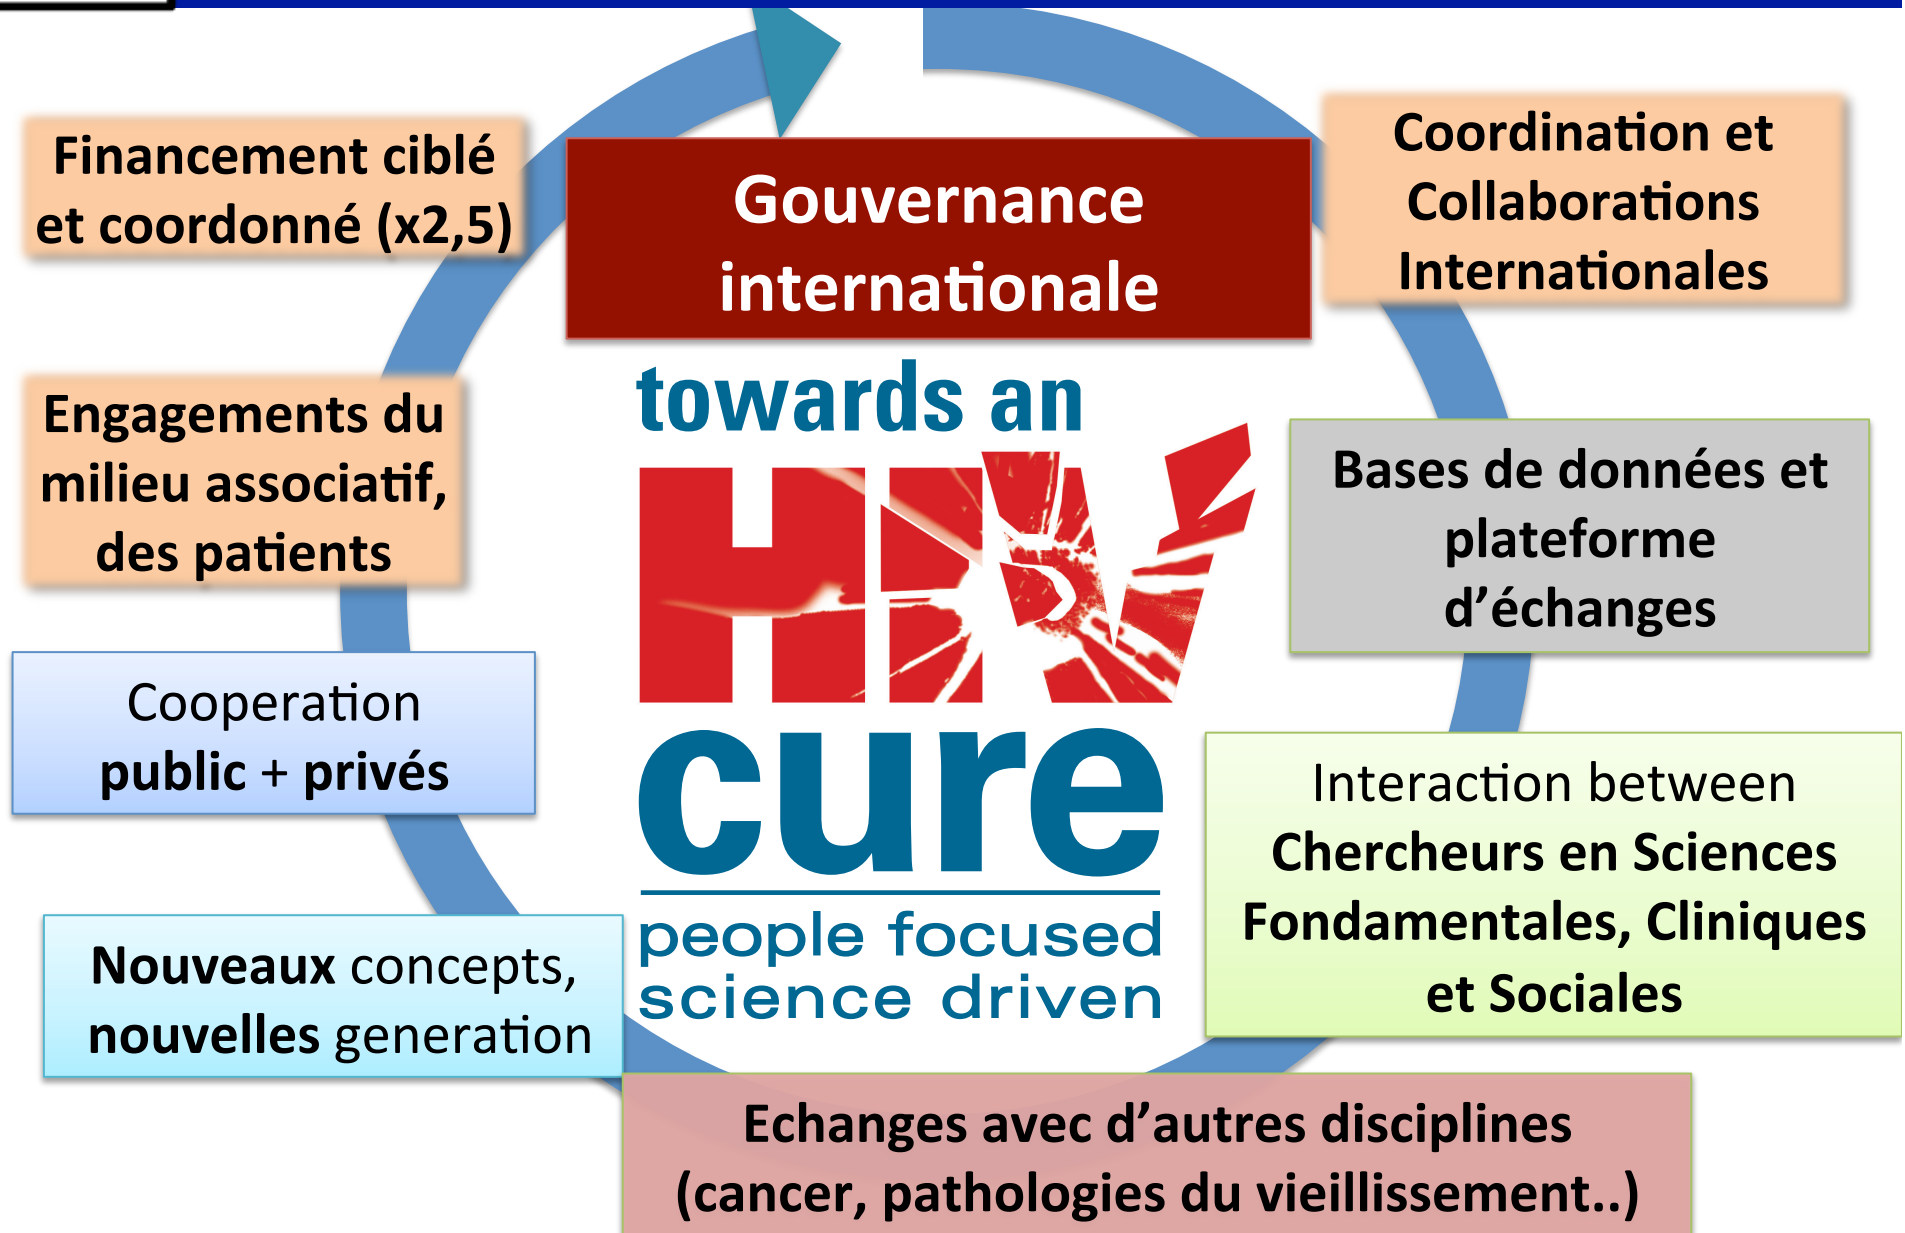 Gouvernance
internationale
Coordination et
Collaborations
Internationales
Bases de données et
plateforme
d’échanges
Interaction between
Chercheurs en Sciences
Fondamentales, Cliniques
et Sociales
Echanges avec d’autres disciplines
(cancer, pathologies du vieillissement..)
Nouveaux concepts,
nouvelles generation
Cooperation
public + privés
Engagements du
milieu associatif,
des patients
Financement ciblé
et coordonné (x2,5)
towards an
HIV
cure
people focused
science driven